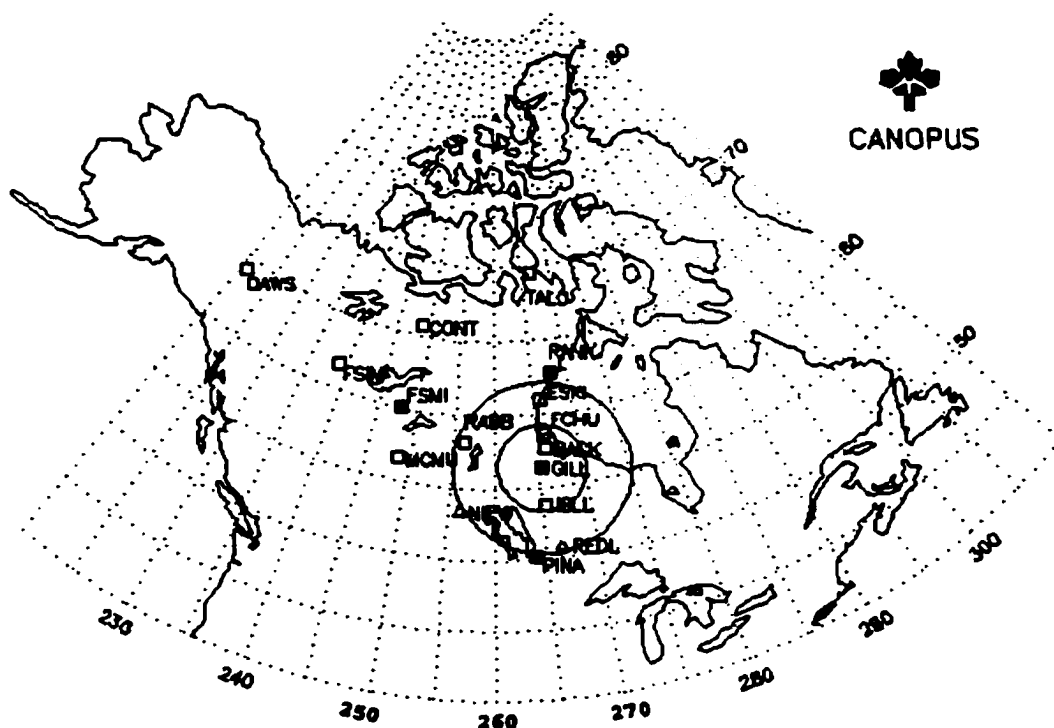 80
CANOPUS
70
60
DAWS
TALO
CONT
50
RANK
FSIM
FSMI
ESKI
FCHU
RABB
BACK
MCMU
GILL
ISLL
REDL
PINA
300
290
280
230
240
250
260
270